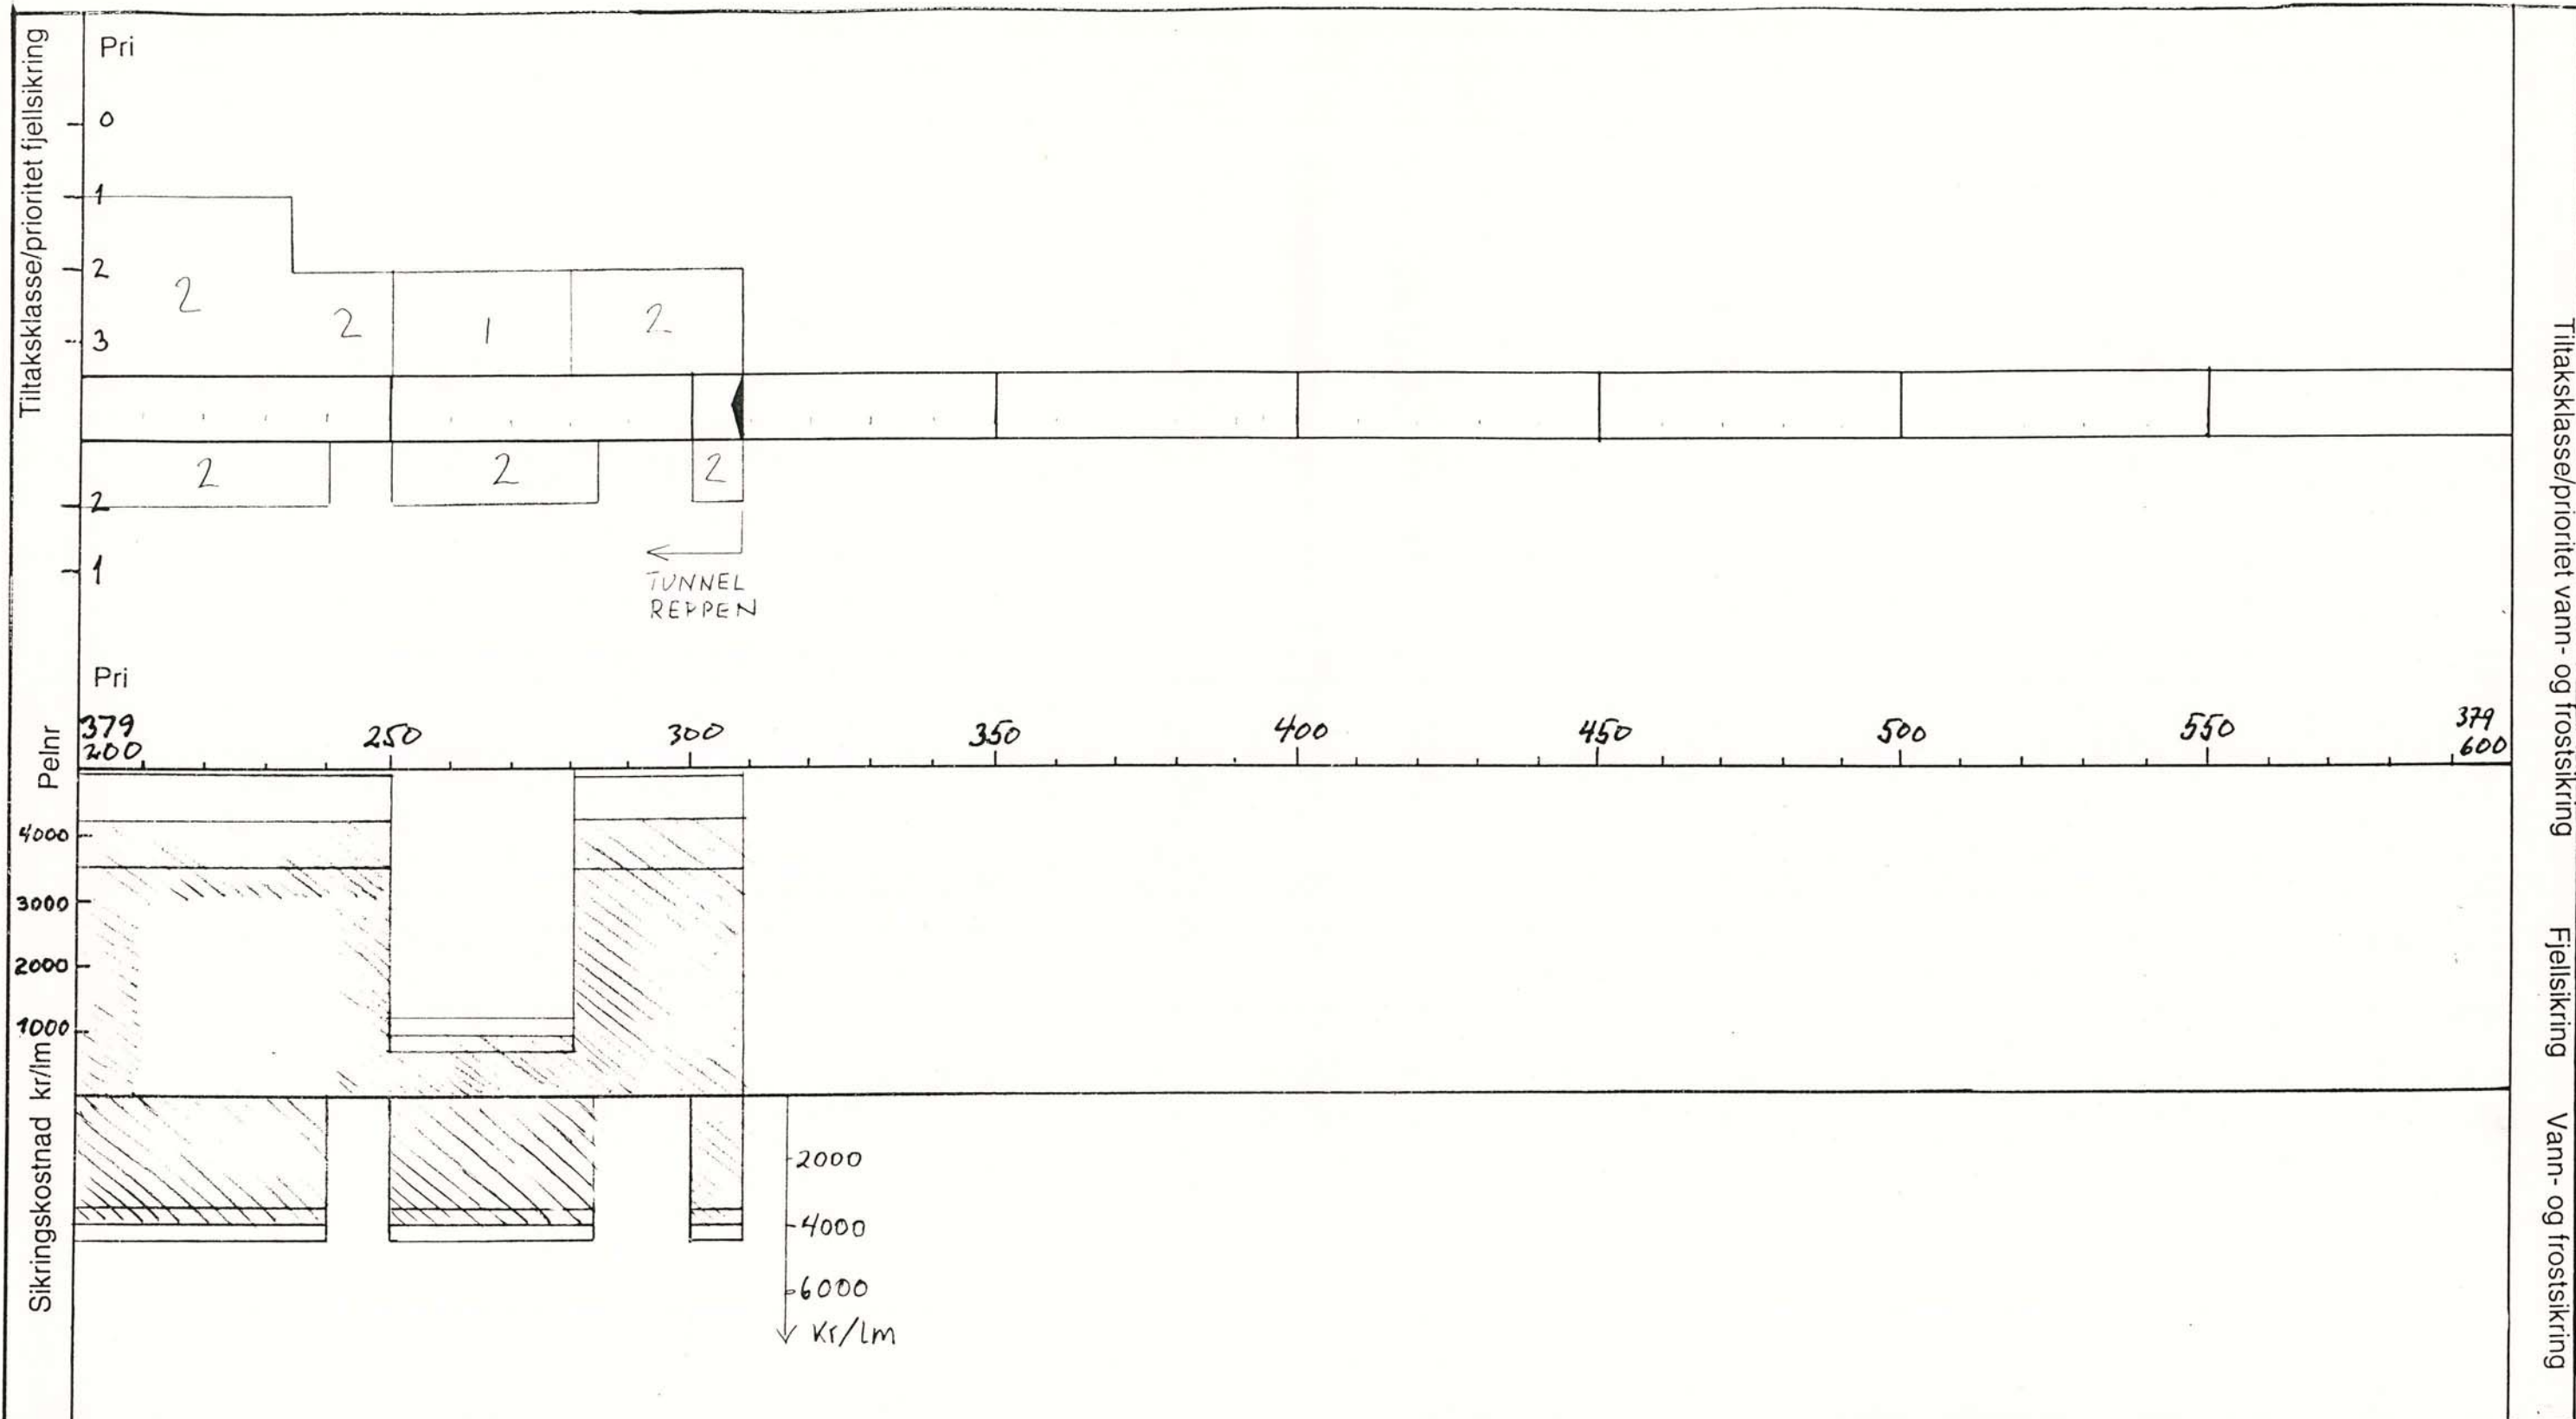 Tiltaksklasse/prioritet fjellsikring
Pri
0
1
2
3
2
2
1
2
2
2
2
2
1
TUNNEL
REPPEN
Pri
Pelnr
379
200
250
300
350
400
450
500
550
379
600
Sikringskostnad kr/lm
4000
3000
2000
1000
2000
4000
6000
Kr/lm
Tiltaksklasse/prioritet vann- og frostsikring
Fjellsikring
Vann- og frostsikring